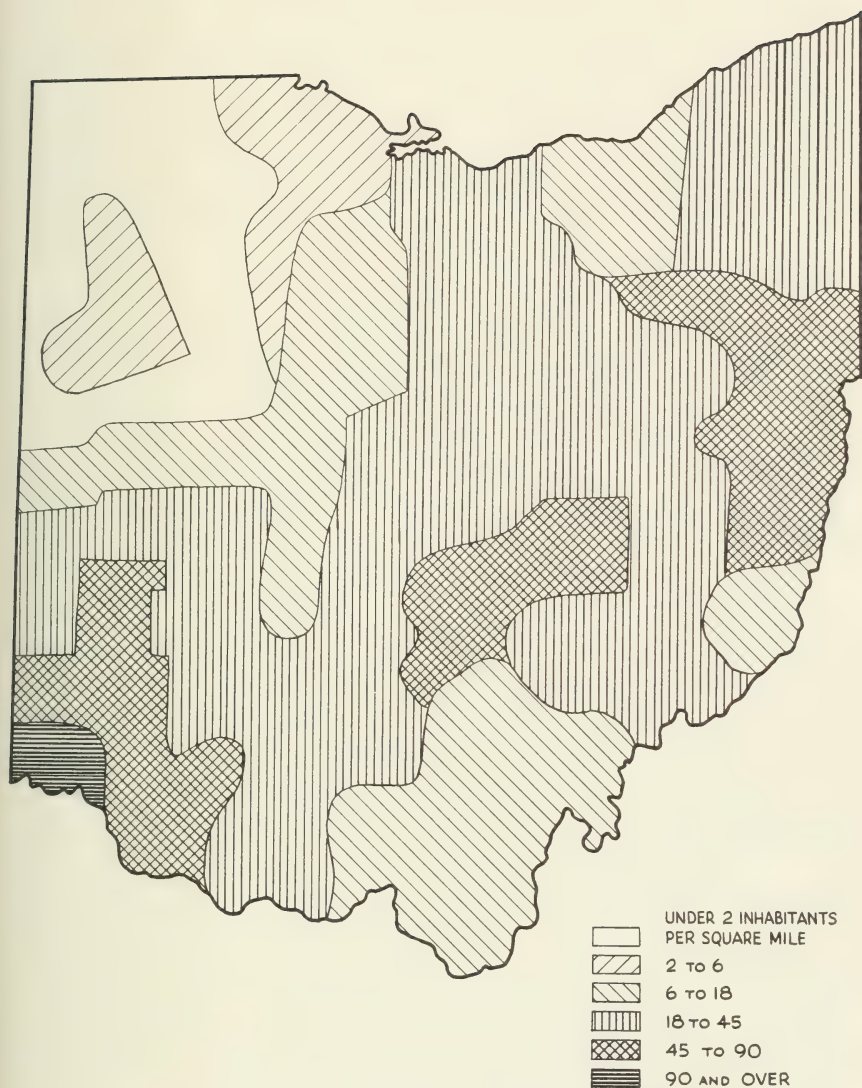 UNDER 2 INHABITANTS
PER SQUARE MILE
2 TO 6
6 TO 18
18 TO 45
45 TO 90
90 AND OVER